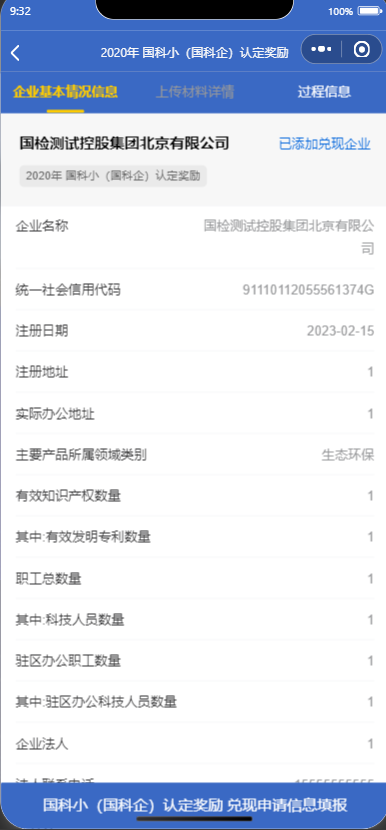 9:32
100%
2020年 国科小（国科企）认定奖励
企业基本情况信息
上传材料详情
过程信息
国检测试控股集团北京有限公司
已添加兑现企业
2020年 国科小（国科企）认定奖励
企业名称
国检测试控股集团北京有限公
司
统一社会信用代码
91110112055561374G
注册日期
2023-02-15
注册地址
1
实际办公地址
1
主要产品所属领域类别
生态环保
有效知识产权数量
1
其中:有效发明专利数量
1
职工总数量
1
其中:科技人员数量
1
驻区办公职工数量
1
其中:驻区办公科技人员数量
1
企业法人
1
国科小（国科企）认定奖励 兑现申请信息填报